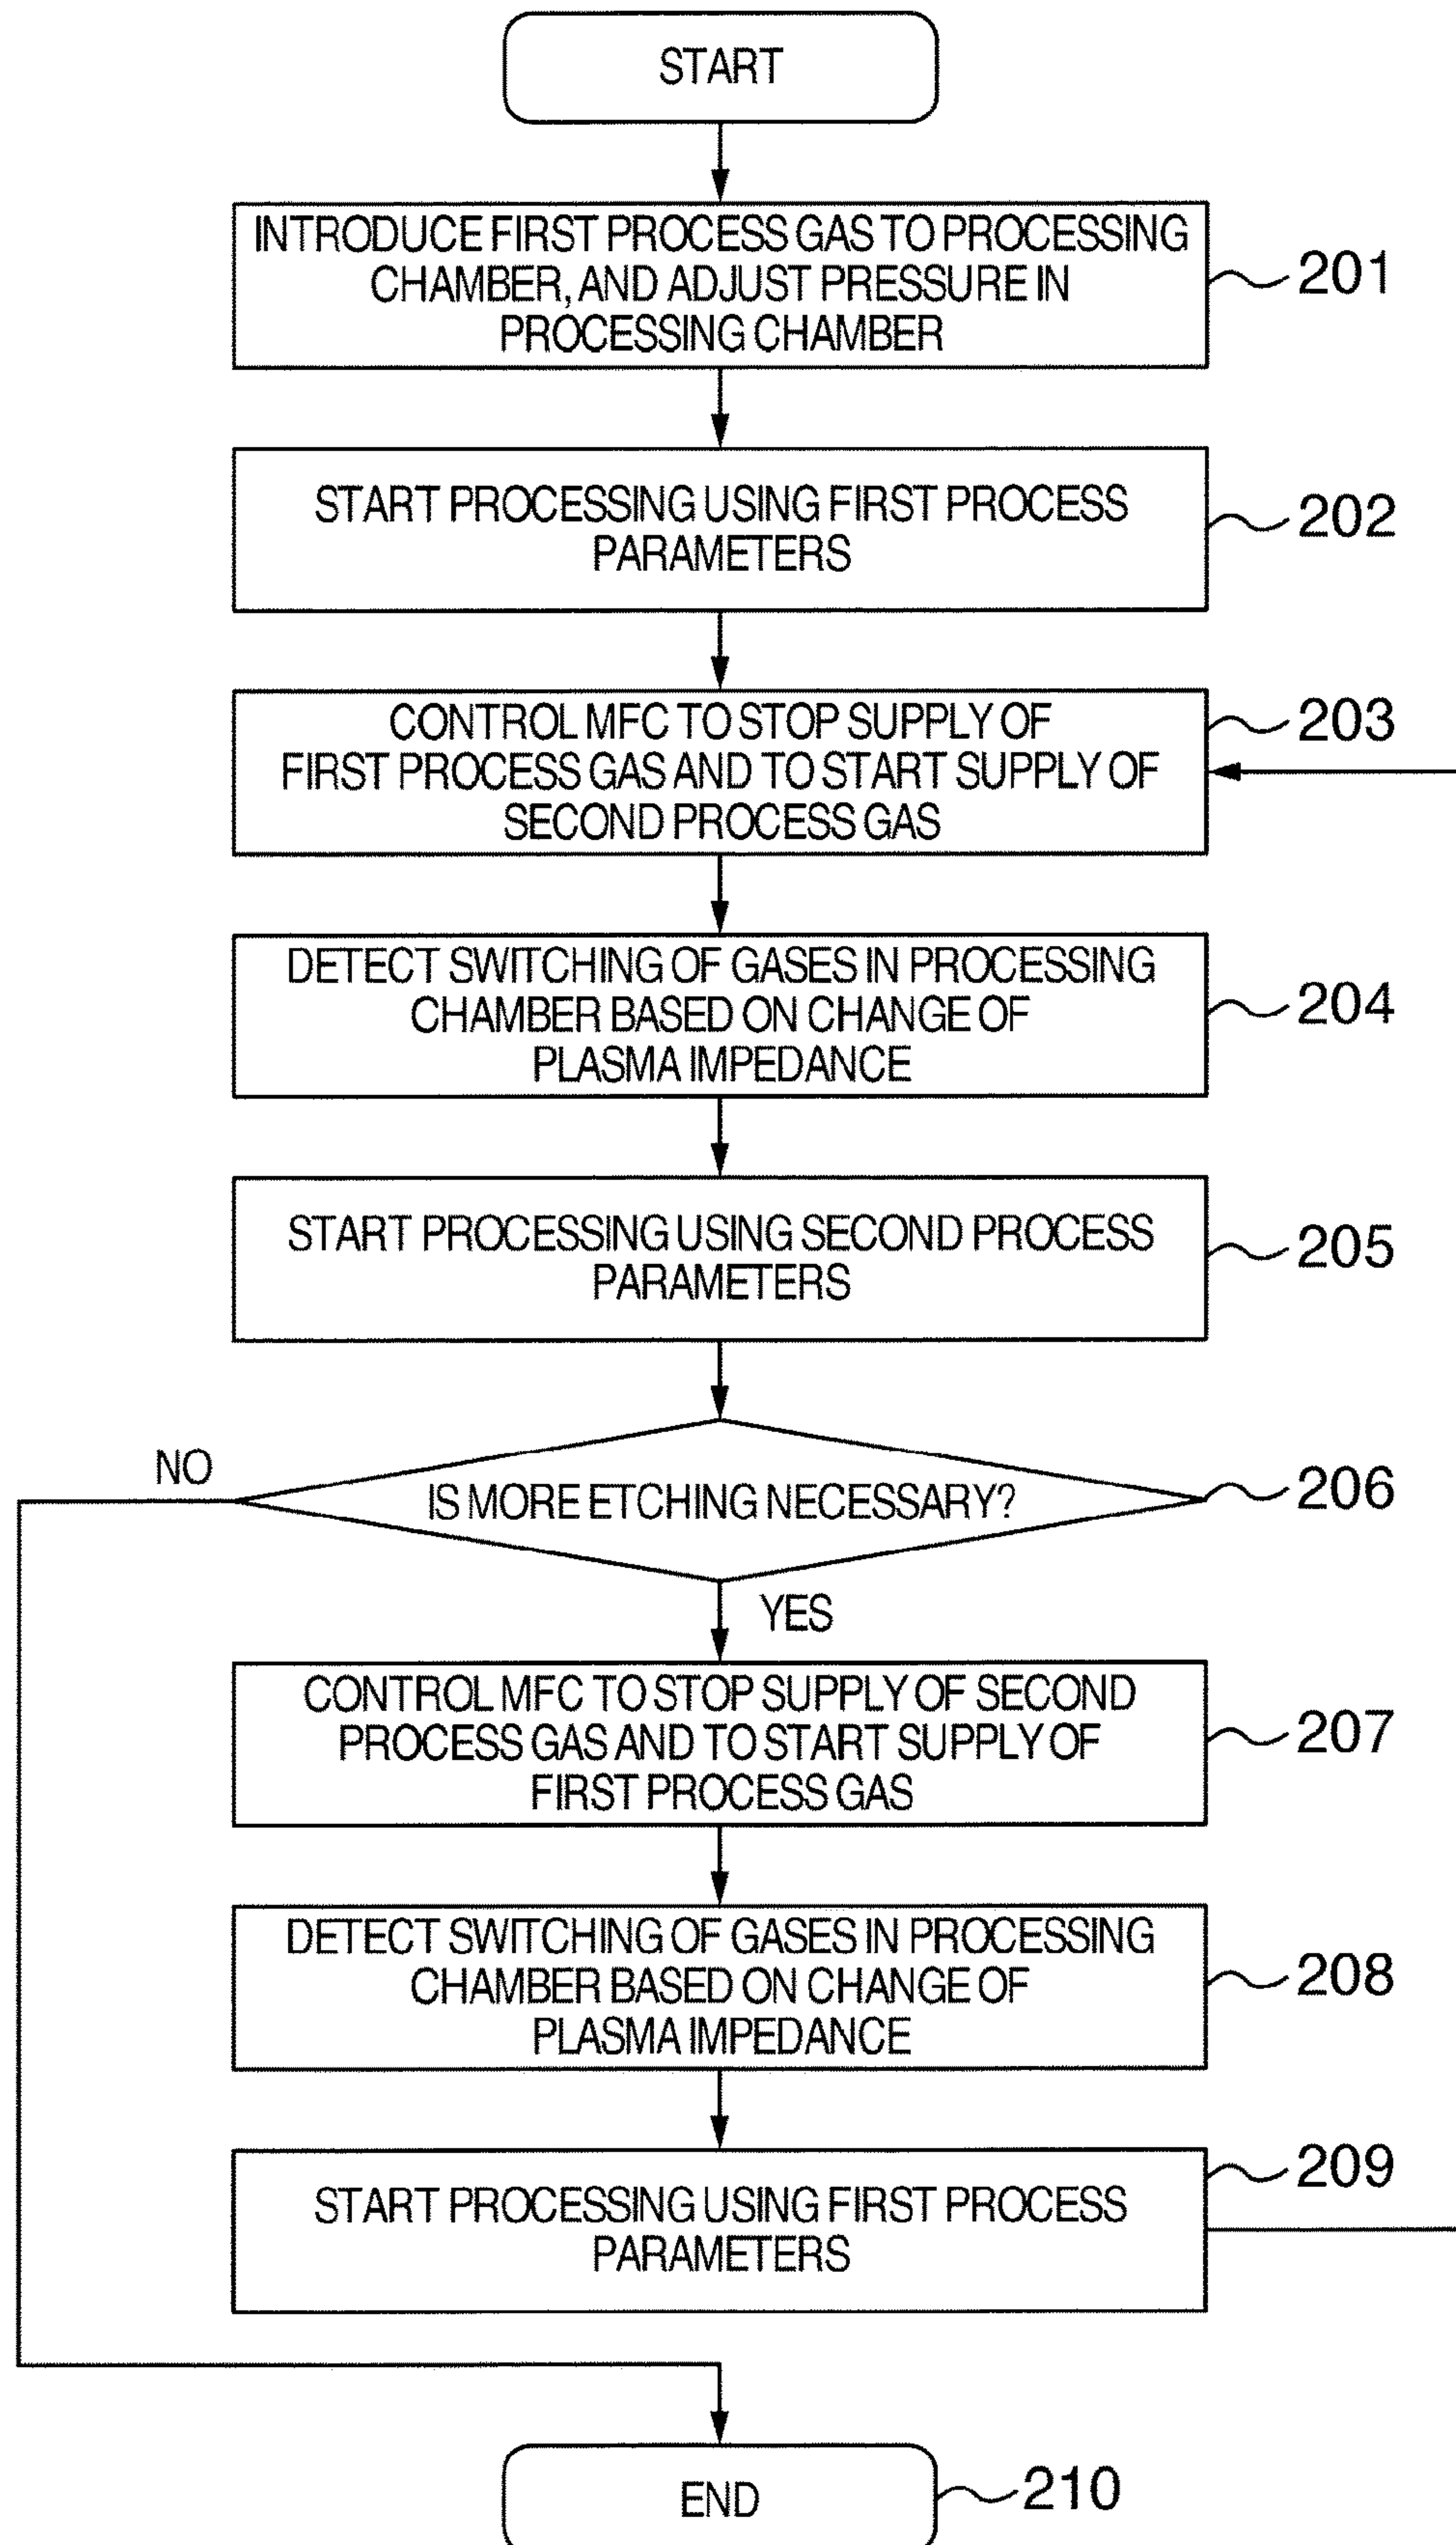 START
INTRODUCE FIRST PROCESS GAS TO PROCESSING
CHAMBER, AND ADJUST PRESSURE IN
PROCESSING CHAMBER
201
START PROCESSING USING FIRST PROCESS
PARAMETERS
202
CONTROL MFC TO STOP SUPPLY OF
FIRST PROCESS GAS AND TO START SUPPLY OF
SECOND PROCESS GAS
203
DETECT SWITCHING OF GASES IN PROCESSING
CHAMBER BASED ON CHANGE OF
PLASMA IMPEDANCE
204
START PROCESSING USING SECOND PROCESS
PARAMETERS
205
NO
IS MORE ETCHING NECESSARY?
206
YES
CONTROL MFC TO STOP SUPPLY OF SECOND
PROCESS GAS AND TO START SUPPLY OF
FIRST PROCESS GAS
207
DETECT SWITCHING OF GASES IN PROCESSING
CHAMBER BASED ON CHANGE OF
PLASMA IMPEDANCE
208
START PROCESSING USING FIRST PROCESS
PARAMETERS
209
END
210